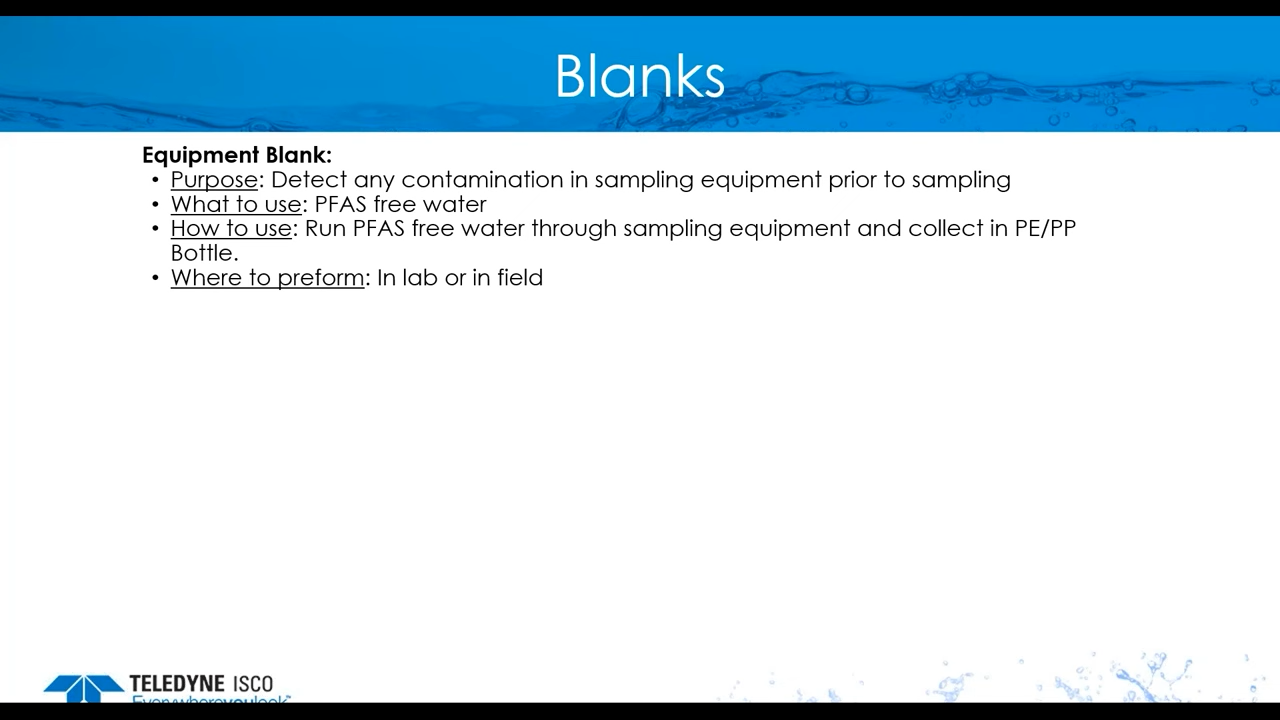 Blanks
Equipment Blank:
• Purpose: Detect any contamination in sampling equipment prior to sampling
• What to use: PFAS free water
• How to use: Run PFAS free water through sampling equipment and collect in PE/PP
Bottle.
• Where to preform: In lab or in field
TELEDYNE ISCO
Everywhereyoulook™